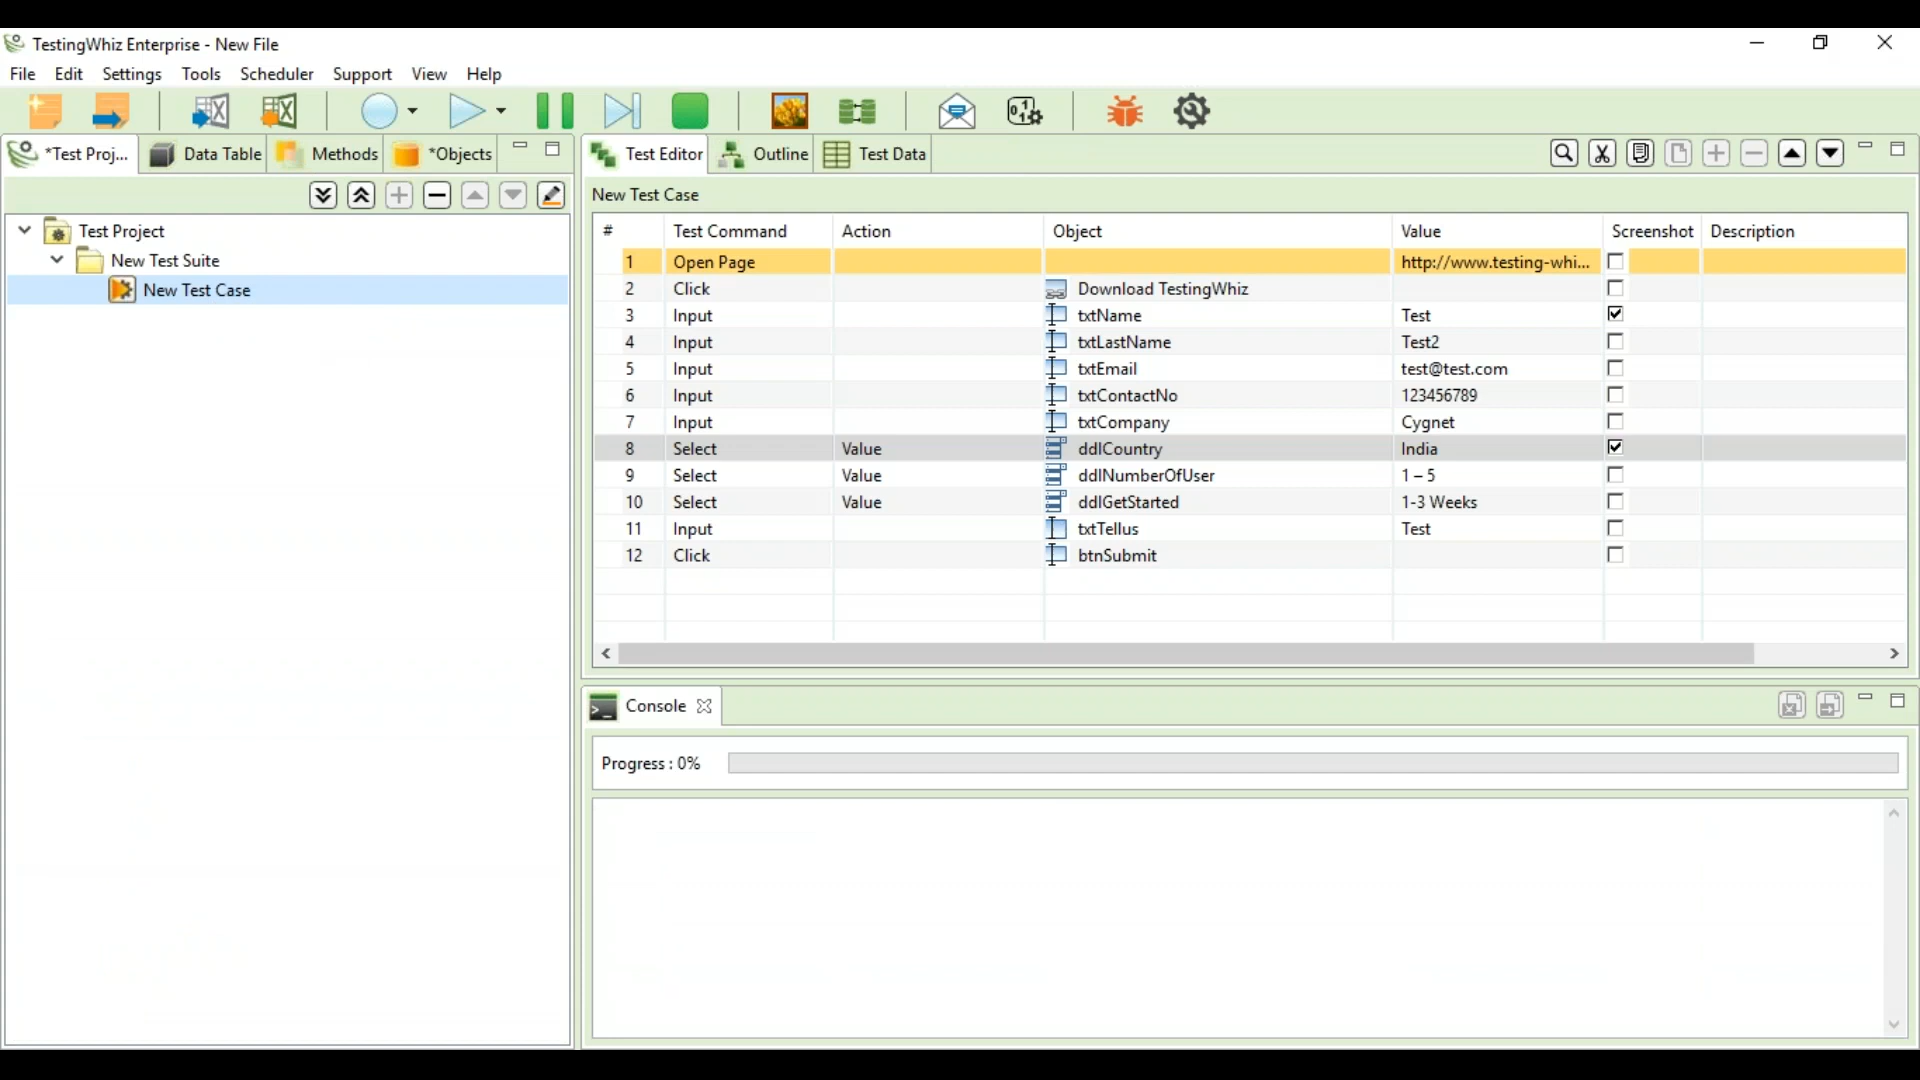 TestingWhiz Enterprise - New File
File Edit Settings Tools Scheduler Support View Help
*Test Proj... Data Table Methods *Objects
Test Editor Outline Test Data
New Test Case
Test Project
New Test Suite
New Test Case
# Test Command Action Object Value Screenshot Description
1 Open Page http://www.testing-whi...
2 Click Download TestingWhiz
3 Input txtName Test
4 Input txtLastName Test2
5 Input txtEmail test@test.com
6 Input txtContactNo 123456789
7 Input txtCompany Cygnet
8 Select Value ddlCountry India
9 Select Value ddlNumberOfUser 1 – 5
10 Select Value ddlGetStarted 1-3 Weeks
11 Input txtTellus Test
12 Click btnSubmit
Console
Progress : 0%